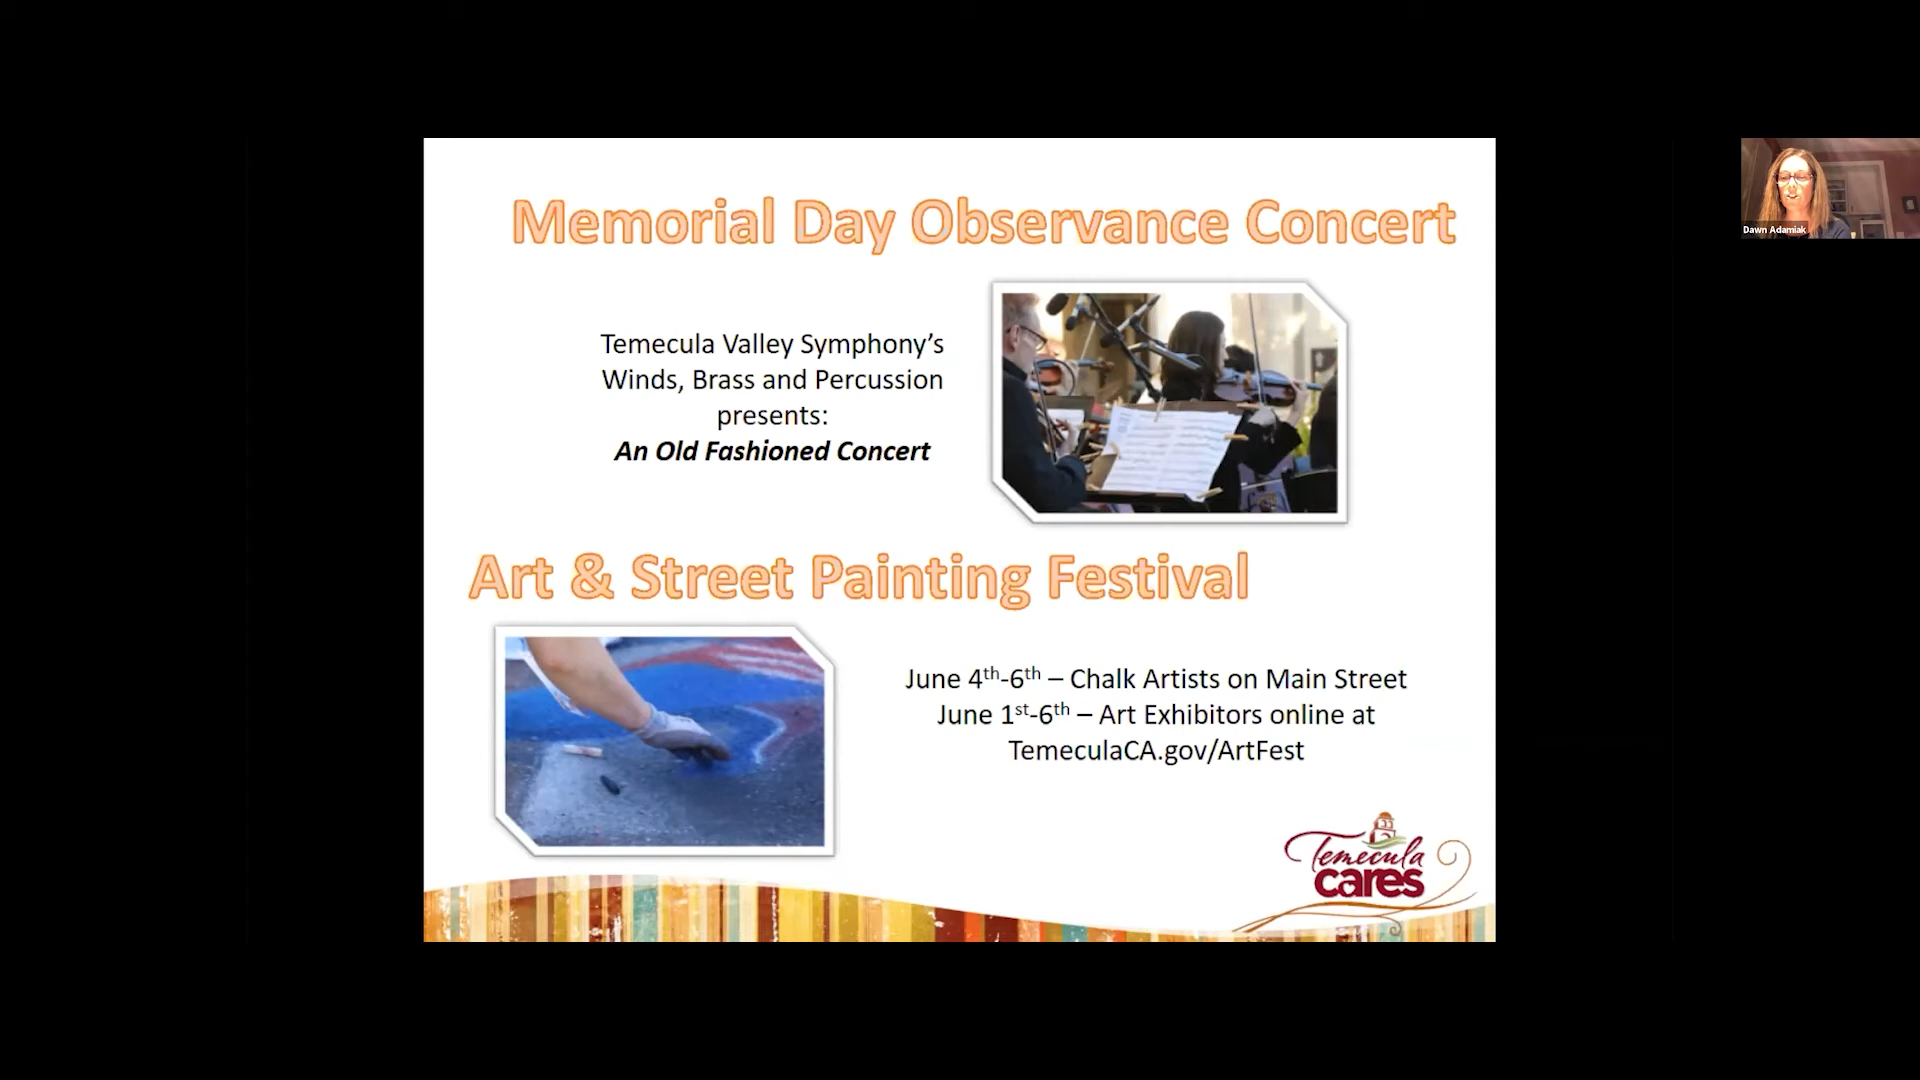 Memorial Day Observance Concert
Temecula Valley Symphony’s
Winds, Brass and Percussion
presents:
An Old Fashioned Concert
Art & Street Painting Festival
June 4th-6th – Chalk Artists on Main Street
June 1st-6th – Art Exhibitors online at
TemeculaCA.gov/ArtFest
Temecula
cares
Dawn Adamiak